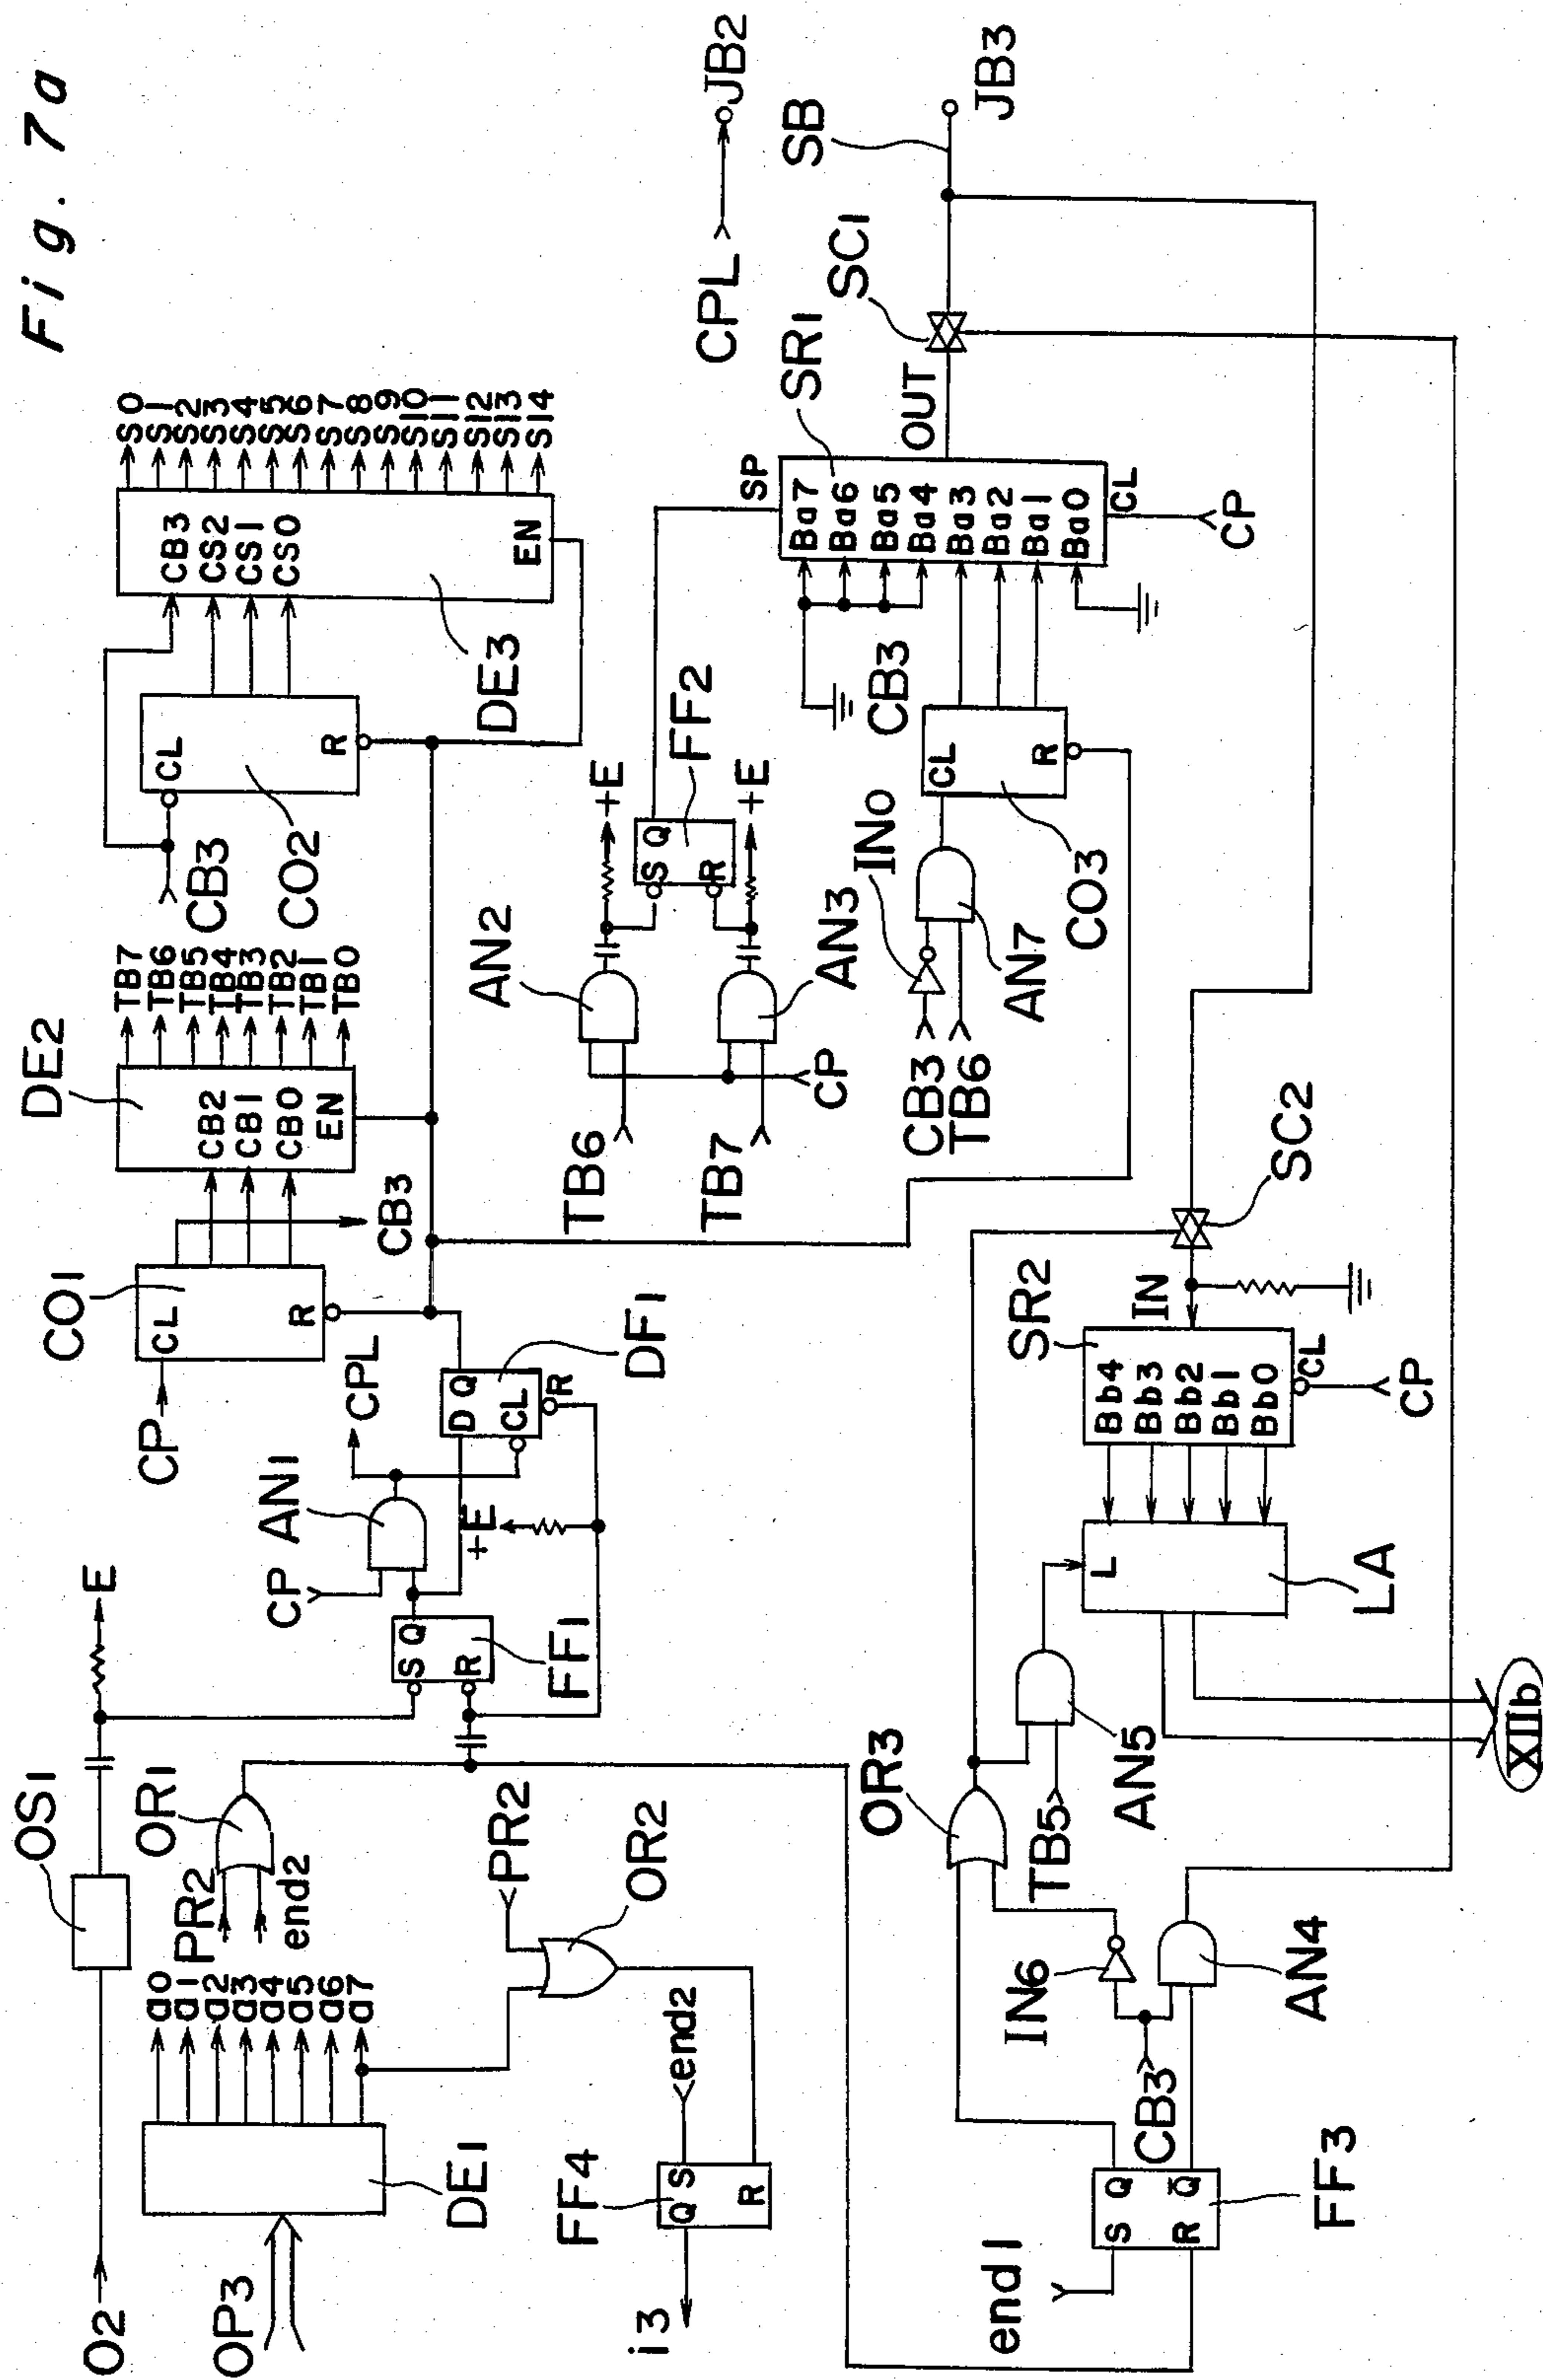 Fig. 7a
O2
OS1
E
OP3
DE1
a0
a1
a2
a3
a4
a5
a6
a7
PR2
end2
OR1
PR2
OR2
FF4
Q S
R
end2
i3
S Q
R
FF1
CP
AN1
CPL
+E
D Q
CL
R
DF1
CP
CO1
CL
R
CB3
DE2
CB2
CB1
CB0
EN
TB7
TB6
TB5
TB4
TB3
TB2
TB1
TB0
CB3
CO2
CL
R
DE3
CB3
CS2
CS1
CS0
EN
S0
S1
S2
S3
S4
S5
S6
S7
S8
S9
S10
S11
S12
S13
S14
TB6
TB7
CP
AN2
AN3
+E
+E
S Q
R
FF2
CB3
TB6
IN0
AN7
CL
R
CO3
CB3
SP
Ba7
Ba6
Ba5
Ba4
Ba3
Ba2
Ba1
Ba0
CL
CP
SR1
OUT
SC1
SB
CPL
JB2
JB3
end1
S Q
R Q̅
FF3
CB3
IN6
AN4
OR3
TB5
AN5
L
LA
XIIb
SR2
Bb4
Bb3
Bb2
Bb1
Bb0
CL
CP
IN
SC2